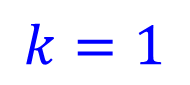 k = 1